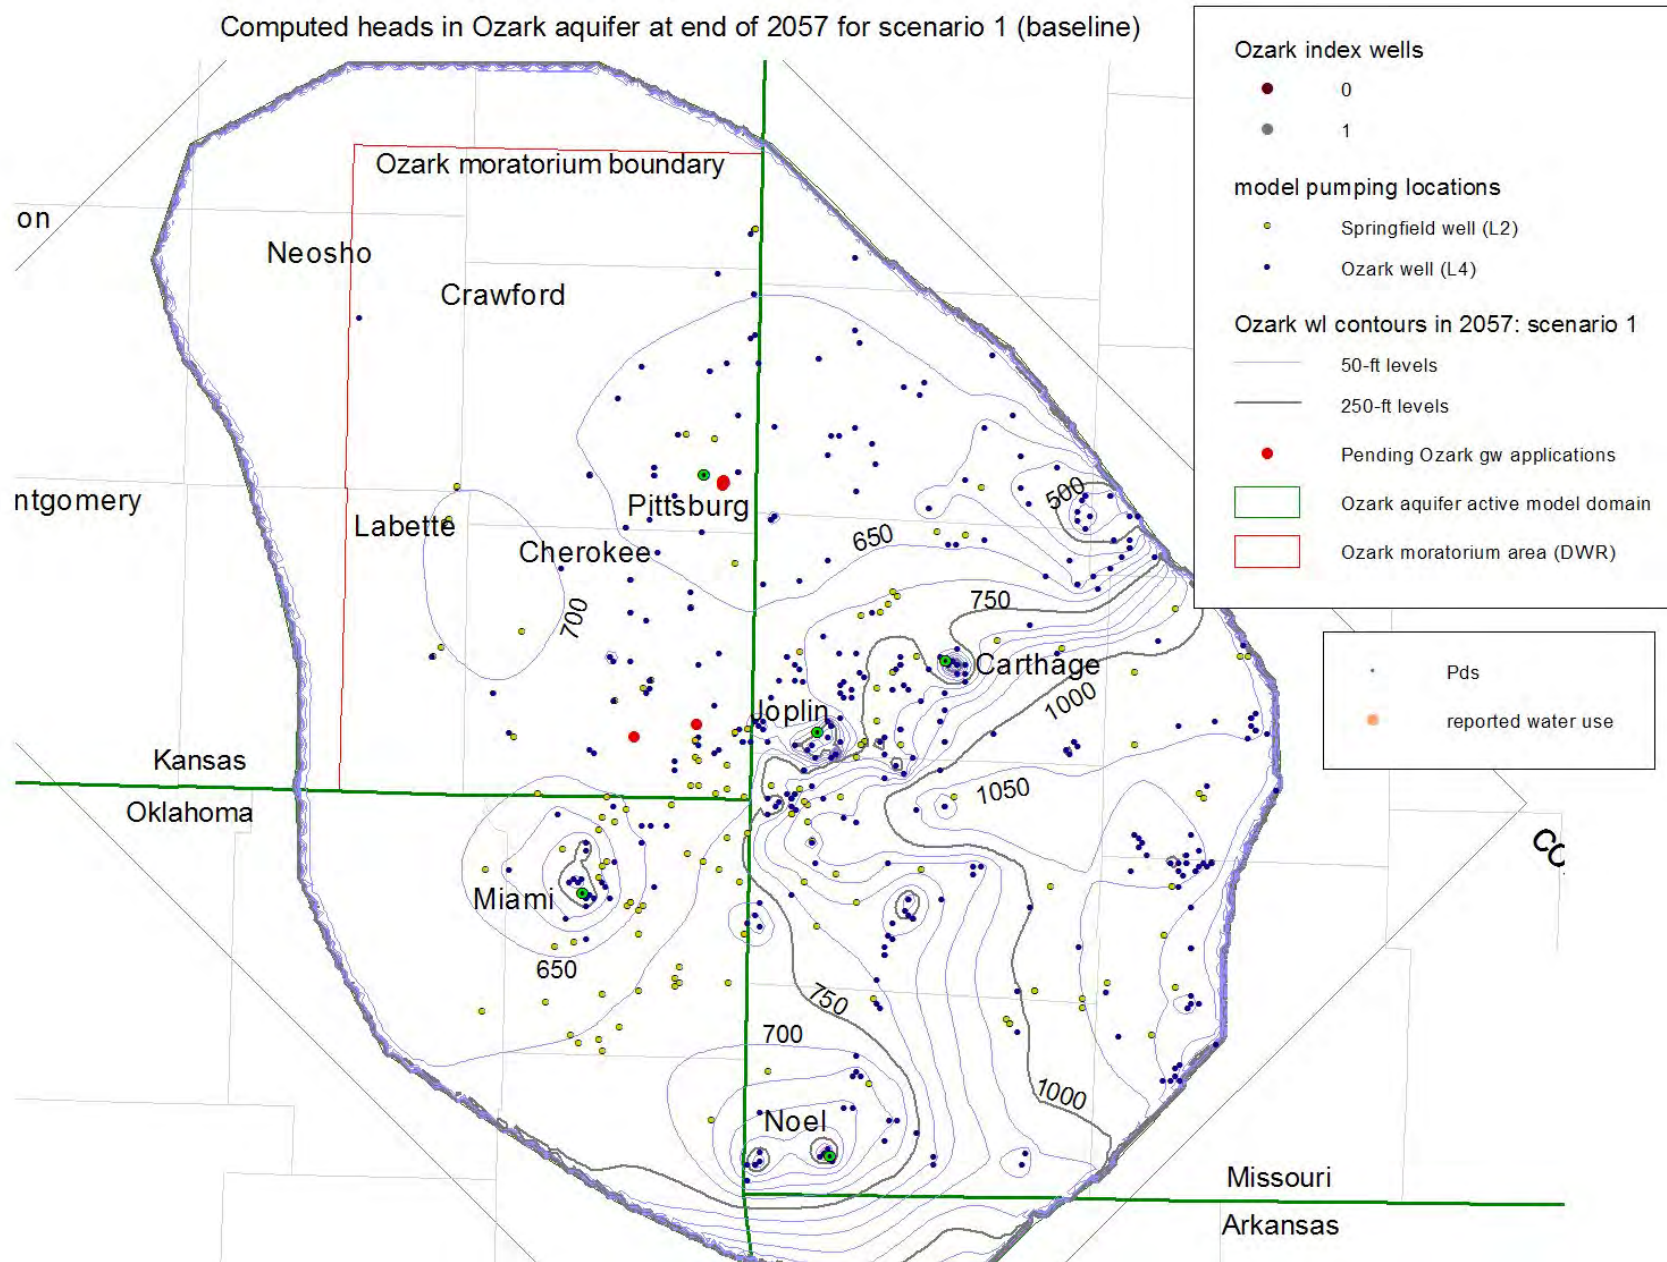 Computed heads in Ozark aquifer at end of 2057 for scenario 1 (baseline)
Ozark index wells
0
1
model pumping locations
Springfield well (L2)
Ozark well (L4)
Ozark wl contours in 2057: scenario 1
50-ft levels
250-ft levels
Pending Ozark gw applications
Ozark aquifer active model domain
Ozark moratorium area (DWR)
Pds
reported water use
Ozark moratorium boundary
on
Neosho
Crawford
ntgomery
Labette
Pittsburg
Cherokee
500
650
700
750
Carthage
1000
Joplin
Kansas
Oklahoma
1050
CC
Miami
650
750
700
1000
Noel
Missouri
Arkansas